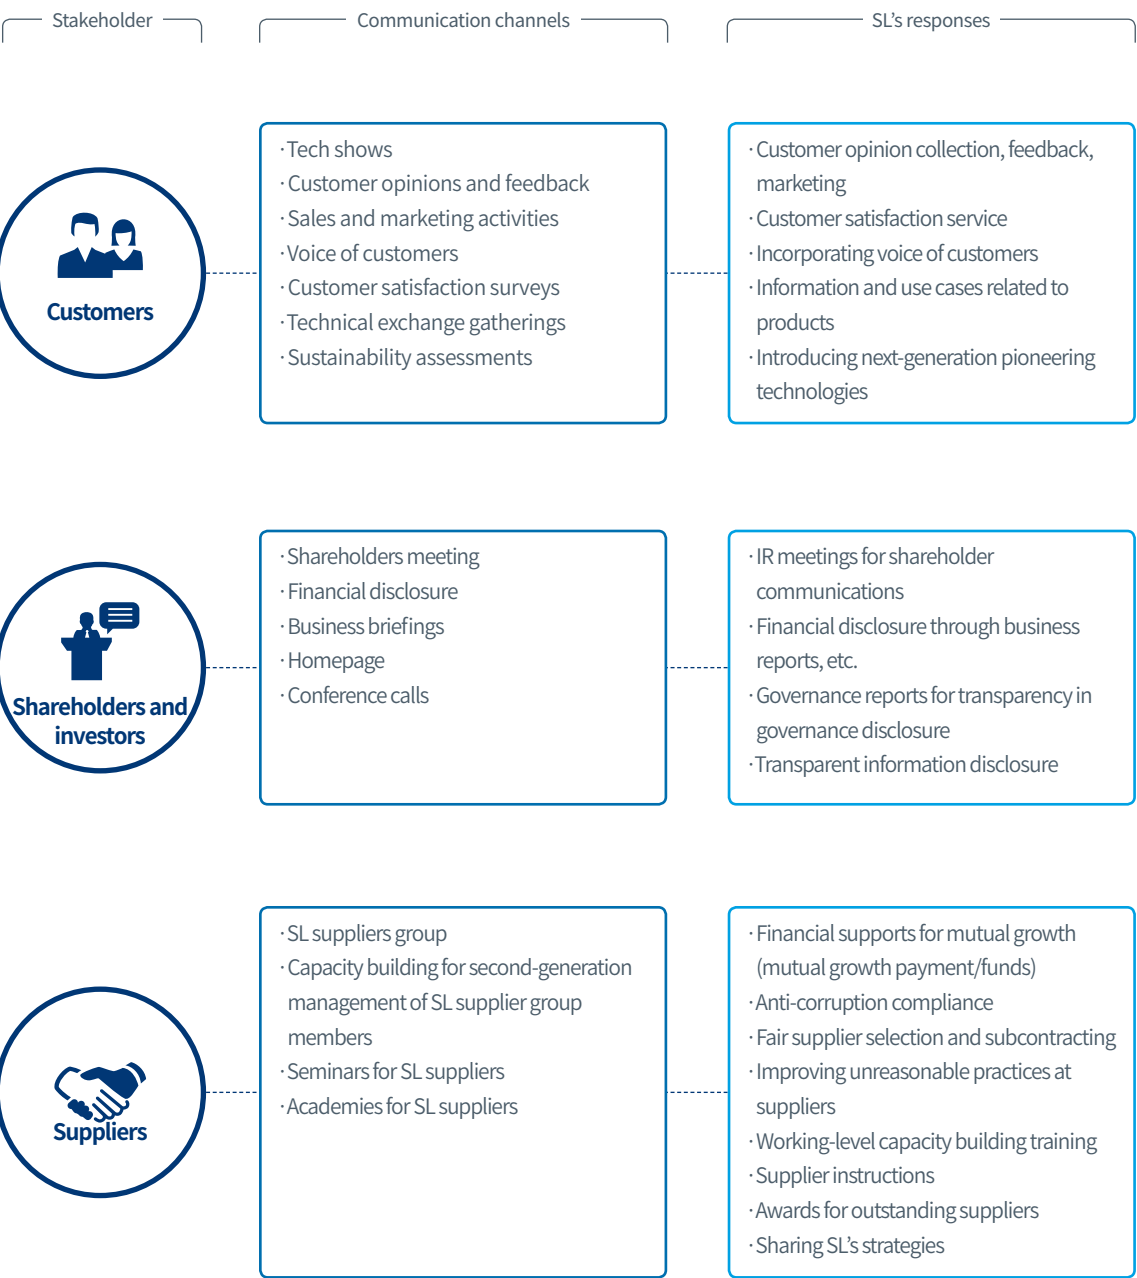 Stakeholder
Communication channels
SL’s responses
Customers
·Tech shows
·Customer opinions and feedback
·Sales and marketing activities
·Voice of customers
·Customer satisfaction surveys
·Technical exchange gatherings
·Sustainability assessments
·Customer opinion collection, feedback,
marketing
·Customer satisfaction service
·Incorporating voice of customers
·Information and use cases related to
products
·Introducing next-generation pioneering
technologies
Shareholders and
investors
·Shareholders meeting
·Financial disclosure
·Business briefings
·Homepage
·Conference calls
·IR meetings for shareholder
communications
·Financial disclosure through business
reports, etc.
·Governance reports for transparency in
governance disclosure
·Transparent information disclosure
Suppliers
·SL suppliers group
·Capacity building for second-generation
management of SL supplier group
members
·Seminars for SL suppliers
·Academies for SL suppliers
·Financial supports for mutual growth
(mutual growth payment/funds)
·Anti-corruption compliance
·Fair supplier selection and subcontracting
·Improving unreasonable practices at
suppliers
·Working-level capacity building training
·Supplier instructions
·Awards for outstanding suppliers
·Sharing SL’s strategies